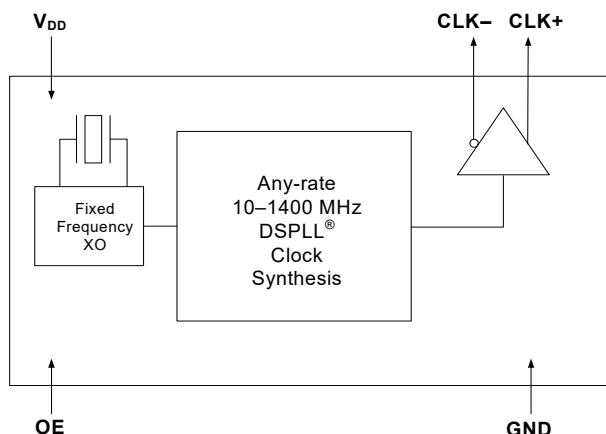 VDD
CLK– CLK+
Fixed
Frequency
XO
Any-rate
10–1400 MHz
DSPLL®
Clock
Synthesis
OE
GND